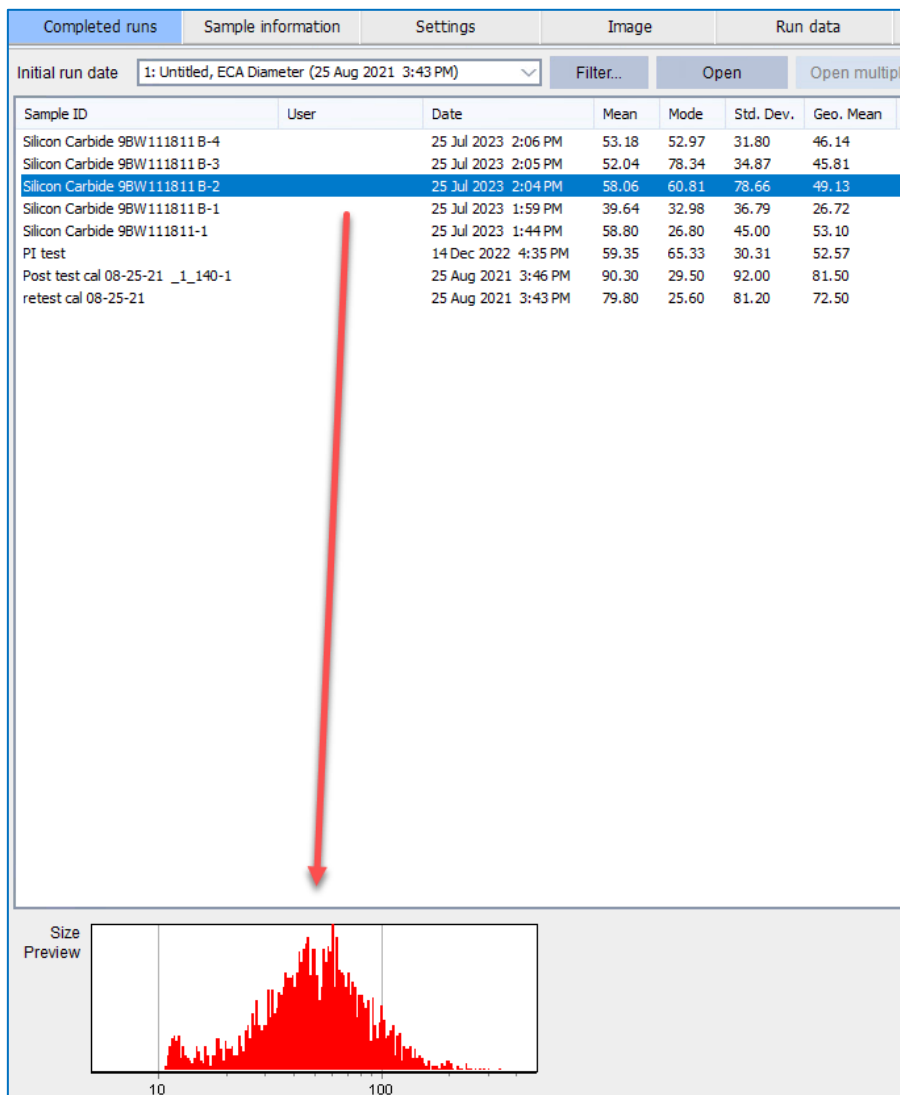 Completed runs Sample information Settings Image Run data
Initial run date 1: Untitled, ECA Diameter (25 Aug 2021 3:43 PM) Filter... Open Open multipl
Sample ID User Date Mean Mode Std. Dev. Geo. Mean
Silicon Carbide 9BW111811 B-4 25 Jul 2023 2:06 PM 53.18 52.97 31.80 46.14
Silicon Carbide 9BW111811 B-3 25 Jul 2023 2:05 PM 52.04 78.34 34.87 45.81
Silicon Carbide 9BW111811 B-2 25 Jul 2023 2:04 PM 58.06 60.81 78.66 49.13
Silicon Carbide 9BW111811 B-1 25 Jul 2023 1:59 PM 39.64 32.98 36.79 26.72
Silicon Carbide 9BW111811-1 25 Jul 2023 1:44 PM 58.80 26.80 45.00 53.10
PI test 14 Dec 2022 4:35 PM 59.35 65.33 30.31 52.57
Post test cal 08-25-21 _1_140-1 25 Aug 2021 3:46 PM 90.30 29.50 92.00 81.50
retest cal 08-25-21 25 Aug 2021 3:43 PM 79.80 25.60 81.20 72.50
Size
Preview
10 100